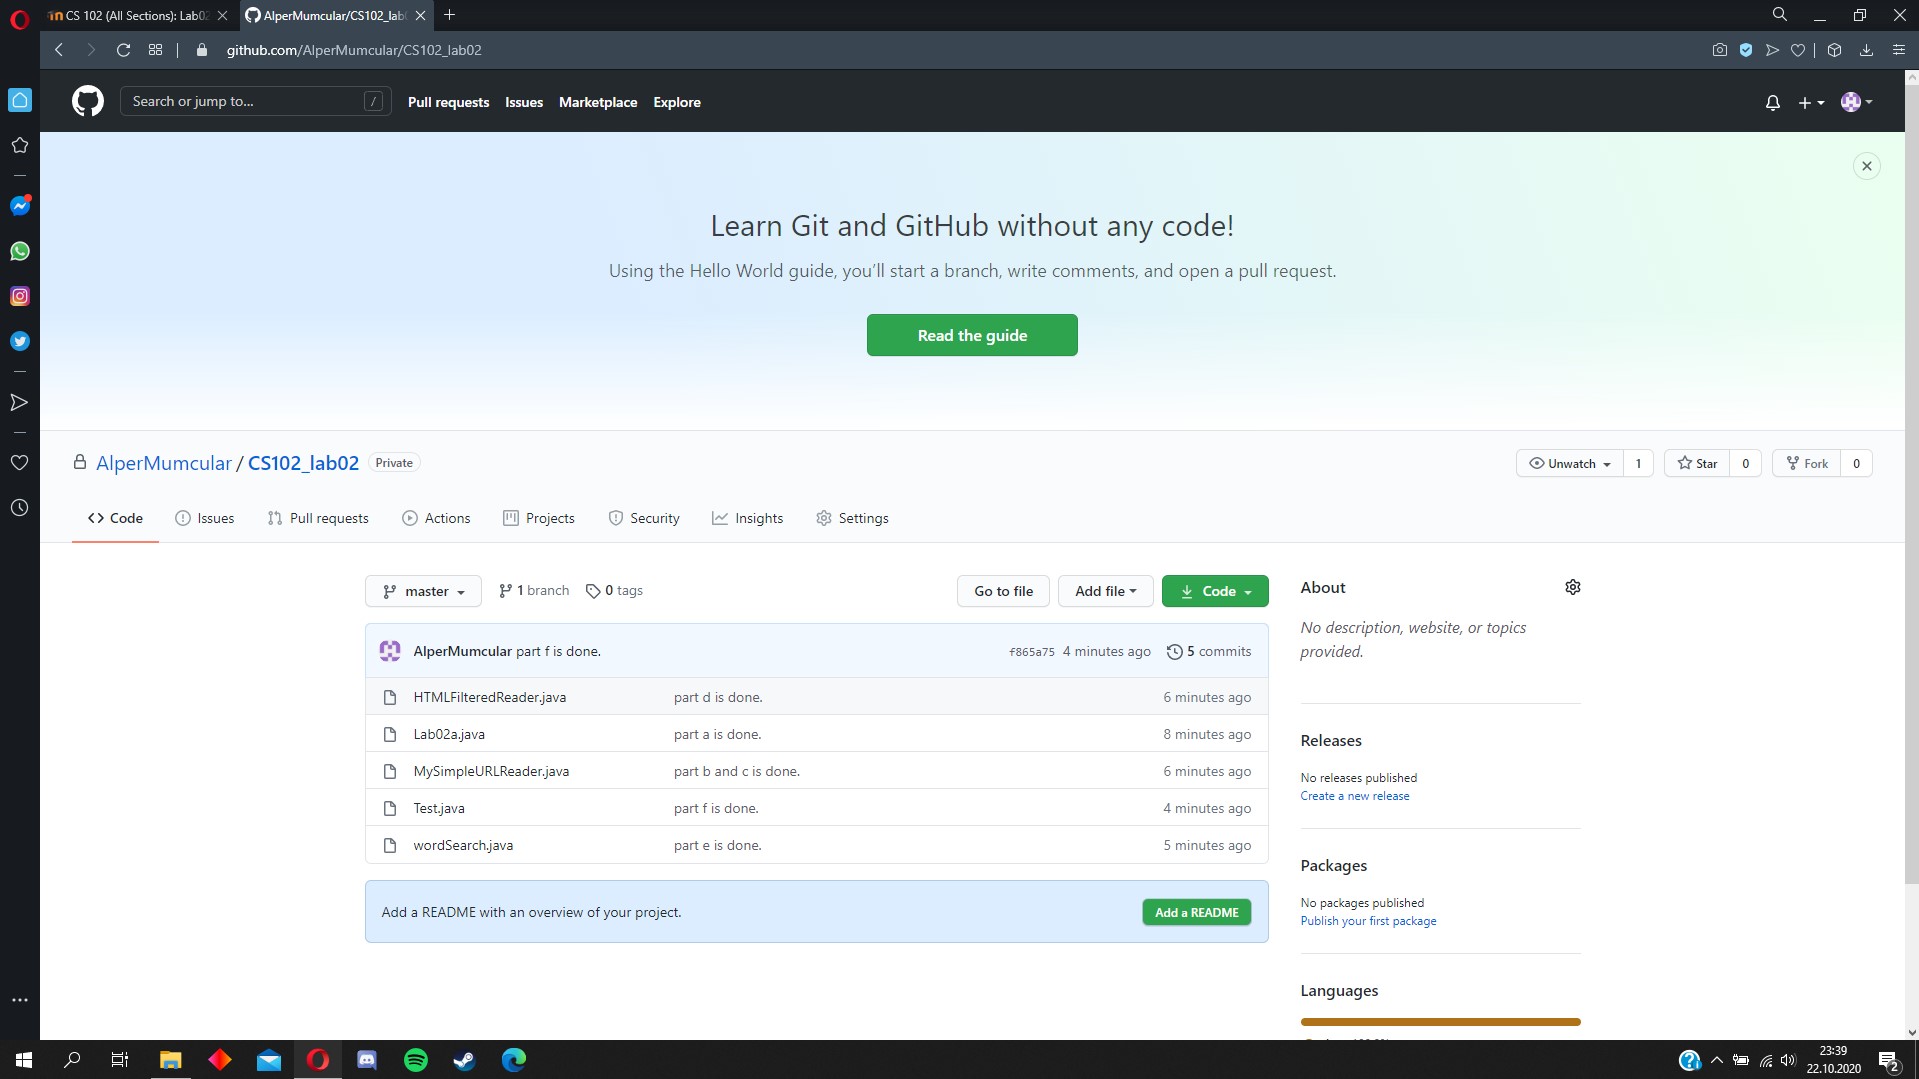 CS 102 (All Sections): Lab02
AlperMumcular/CS102_lab0
github.com/AlperMumcular/CS102_lab02
Search or jump to... /
Pull requests
Issues
Marketplace
Explore
Learn Git and GitHub without any code!
Using the Hello World guide, you’ll start a branch, write comments, and open a pull request.
Read the guide
AlperMumcular / CS102_lab02 Private
Unwatch 1
Star 0
Fork 0
Code
Issues
Pull requests
Actions
Projects
Security
Insights
Settings
master
1 branch
0 tags
Go to file
Add file
Code
AlperMumcular part f is done. f865a75 4 minutes ago 5 commits
HTMLFilteredReader.java part d is done. 6 minutes ago
Lab02a.java part a is done. 8 minutes ago
MySimpleURLReader.java part b and c is done. 6 minutes ago
Test.java part f is done. 4 minutes ago
wordSearch.java part e is done. 5 minutes ago
Add a README with an overview of your project. Add a README
About
No description, website, or topics
provided.
Releases
No releases published
Create a new release
Packages
No packages published
Publish your first package
Languages
23:39
22.10.2020
2